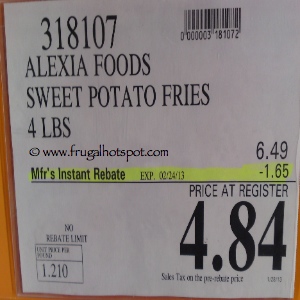 318107
0000003181072
ALEXIA FOODS
SWEET POTATO FRIES
4 LBS
www.frugalhotspot.com
6.49
Mfr's Instant Rebate EXP. 02/24/13 -1.65
PRICE AT REGISTER
4.84
NO
REBATE LIMIT
UNIT PRICE PER
POUND
1.210
Sales Tax on the pre-rebate price